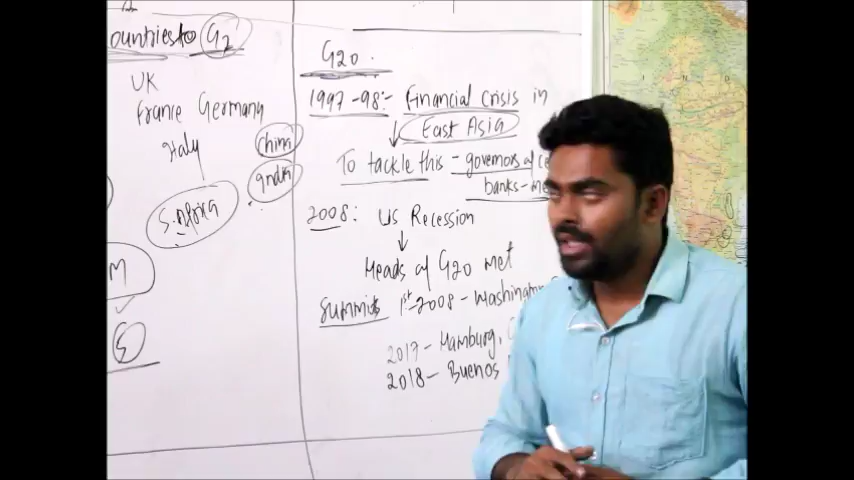 ountries to G7
UK
France Germany
Italy
China
India
S. Africa
M
5
G20.
1997-98:- Financial crisis in
East Asia
To tackle this - governors of ce
banks - me
2008: US Recession
Heads of G20 met
Summits 1st-2008 - Washington
2017 - Hamburg,
2018 - Buenos